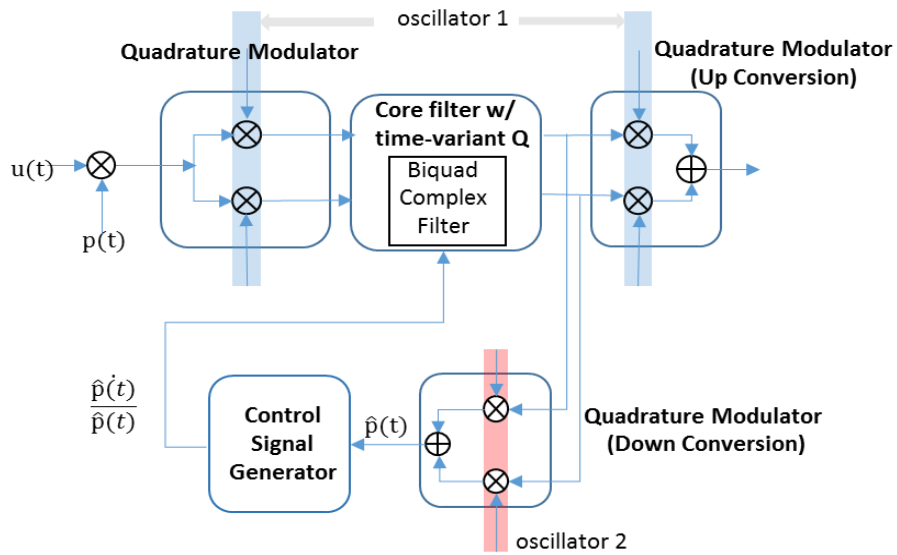 oscillator 1
Quadrature Modulator
Quadrature Modulator
(Up Conversion)
Core filter w/
time-variant Q
Biquad
Complex
Filter
u(t)
p(t)
p̂̇(t)
p̂(t)
Control
Signal
Generator
p̂(t)
Quadrature Modulator
(Down Conversion)
oscillator 2